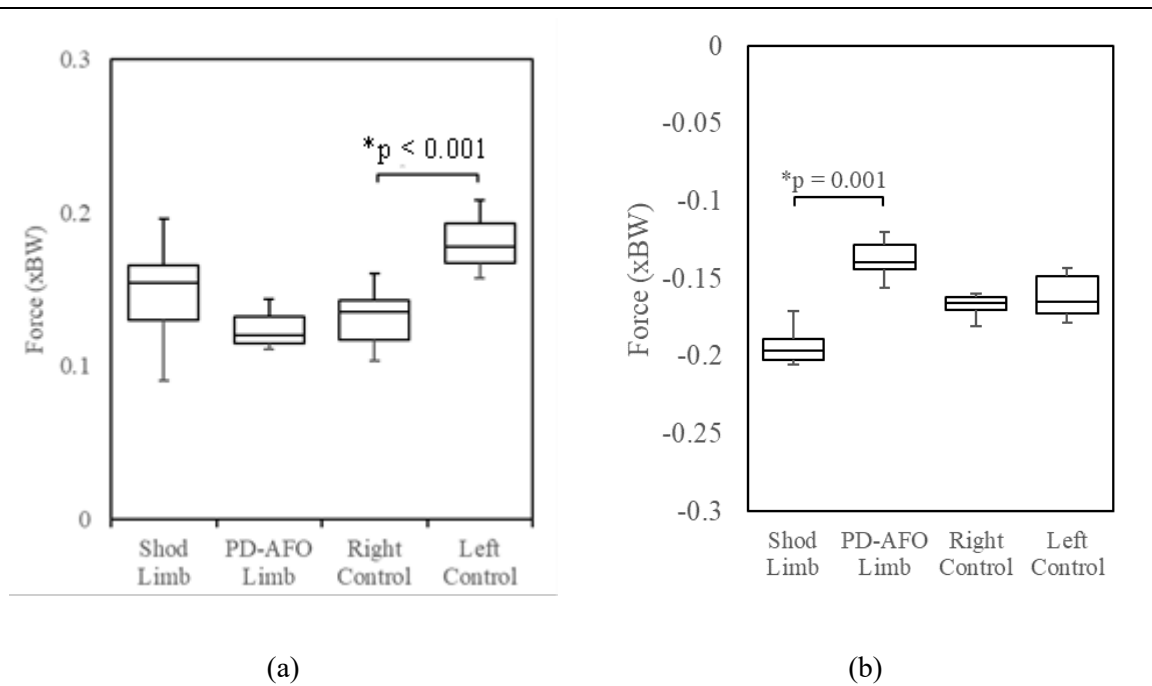 0.3
*p < 0.001
0.2
Force (xBW)
0.1
0
Shod PD-AFO Right Left
Limb Limb Control Control
(a)
0
-0.05
*p = 0.001
-0.1
-0.15
Force (xBW)
-0.2
-0.25
-0.3
Shod PD-AFO Right Left
Limb Limb Control Control
(b)